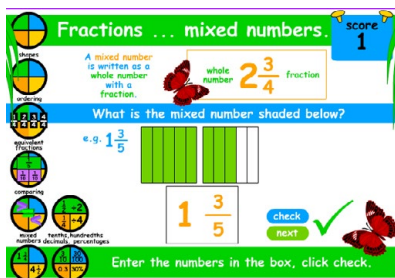 Fractions ... mixed numbers.
score
1
shapes
ordering
equivalent
fractions
comparing
mixed
numbers
tenths, hundredths
decimals, percentages
A mixed number
is written as a
whole number
with a
fraction.
whole
number
2 3/4
fraction
What is the mixed number shaded below?
e.g. 1 3/5
1 3/5
check
next
Enter the numbers in the box, click check.